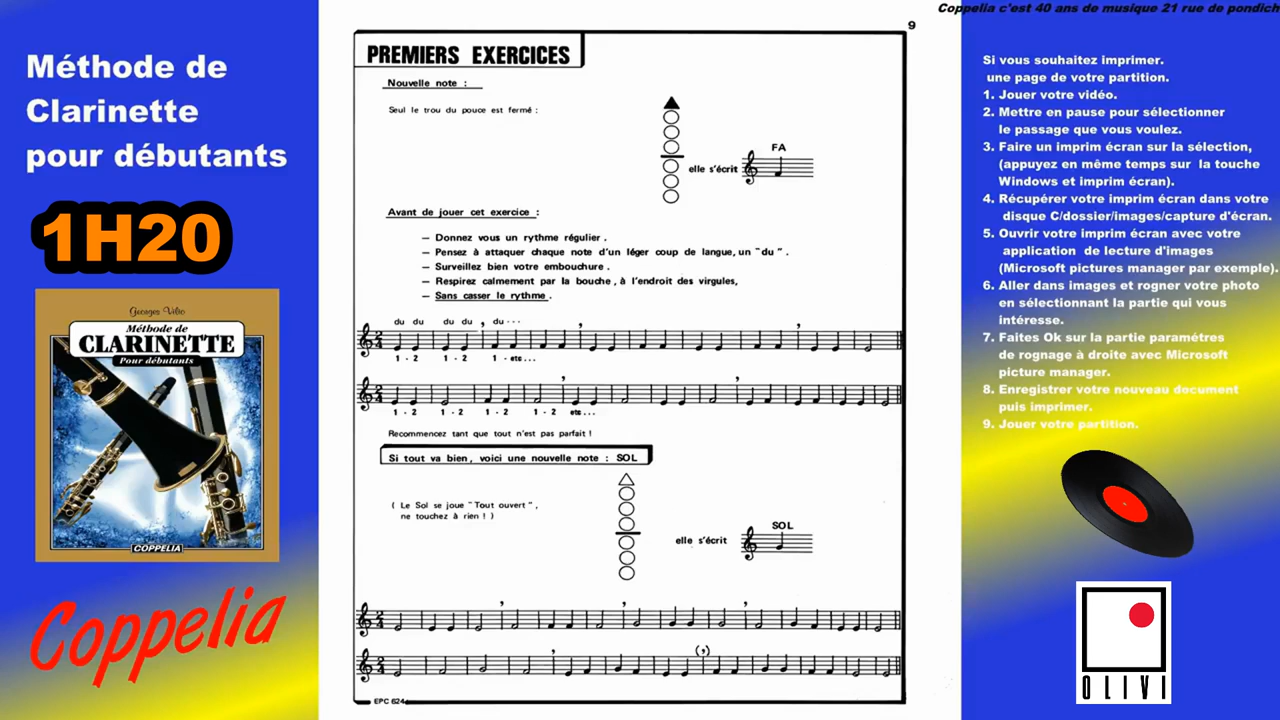 Coppelia c'est 40 ans de musique 21 rue de pondich
Méthode de
Clarinette
pour débutants
1H20
Georges Vilio
Méthode de
CLARINETTE
Pour débutants
COPPELIA
Coppelia
9
PREMIERS EXERCICES
Nouvelle note :
Seul le trou du pouce est fermé :
FA
elle s'écrit
Avant de jouer cet exercice :
— Donnez vous un rythme régulier .
— Pensez à attaquer chaque note d'un léger coup de langue, un "du" .
— Surveillez bien votre embouchure .
— Respirez calmement par la bouche , à l'endroit des virgules,
— Sans casser le rythme .
du du du du , du · · ·
1 - 2 1 - 2 1 - etc ...
1 - 2 1 - 2 1 - 2 1 - 2 etc ...
Recommencez tant que tout n'est pas parfait !
Si tout va bien, voici une nouvelle note : SOL
( Le Sol se joue "Tout ouvert" ,
ne touchez à rien ! )
SOL
elle s'écrit
EPC 624
Si vous souhaitez imprimer.
une page de votre partition.
1. Jouer votre vidéo.
2. Mettre en pause pour sélectionner
le passage que vous voulez.
3. Faire un imprim écran sur la sélection,
(appuyez en même temps sur la touche
Windows et imprim écran).
4. Récupérer votre imprim écran dans votre
disque C/dossier/images/capture d'écran.
5. Ouvrir votre imprim écran avec votre
application de lecture d'images
(Microsoft pictures manager par exemple).
6. Aller dans images et rogner votre photo
en sélectionnant la partie qui vous
intéresse.
7. Faites Ok sur la partie paramétres
de rognage à droite avec Microsoft
picture manager.
8. Enregistrer votre nouveau document
puis imprimer.
9. Jouer votre partition.
OLIVI